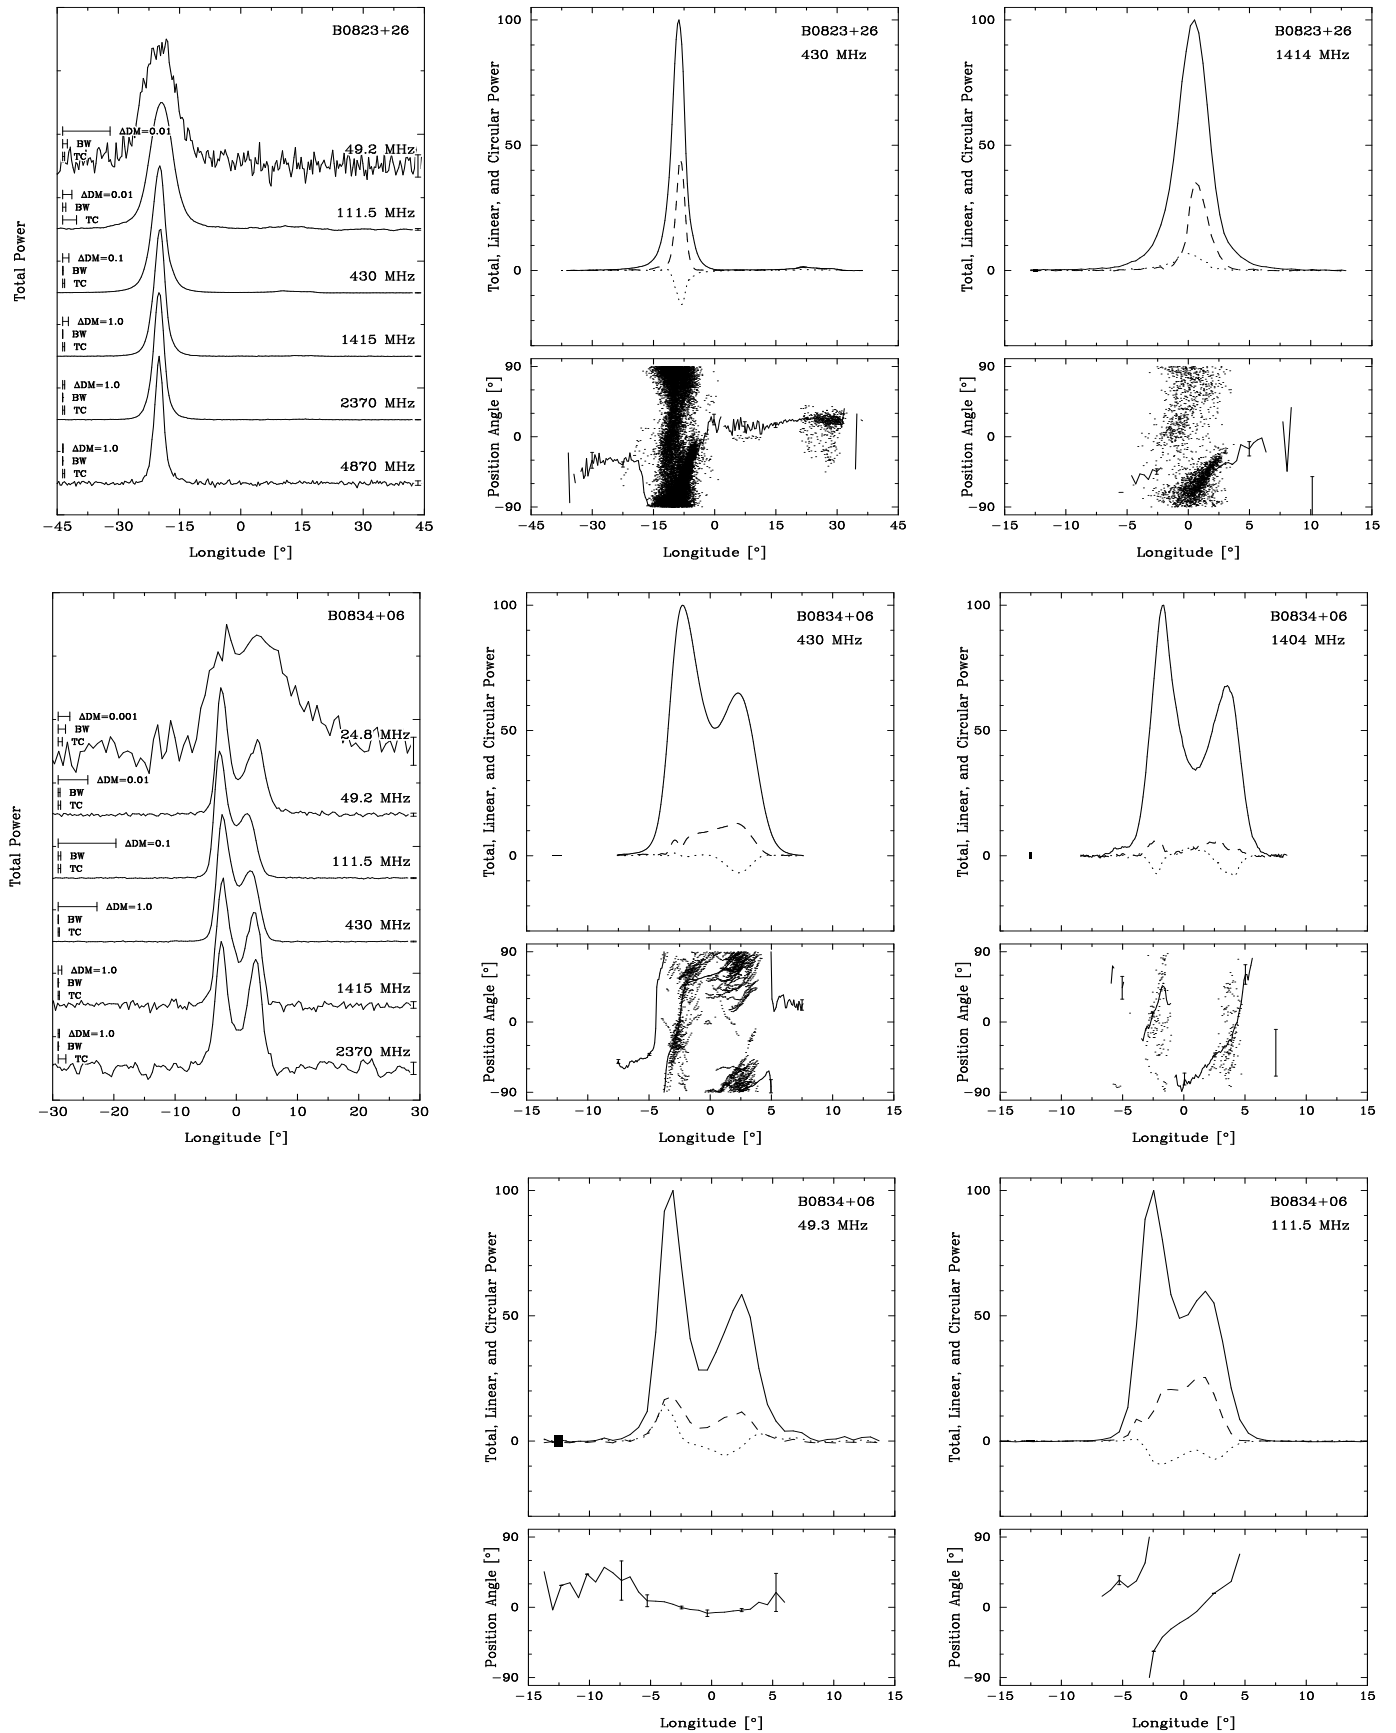 B0823+26
ΔDM=0.01
BW
TC
49.2 MHz
ΔDM=0.01
BW
TC
111.5 MHz
ΔDM=0.1
BW
TC
430 MHz
ΔDM=1.0
BW
TC
1415 MHz
ΔDM=1.0
BW
TC
2370 MHz
ΔDM=1.0
BW
TC
4870 MHz
Total Power
−45 −30 −15 0 15 30 45
Longitude [°]
B0823+26
430 MHz
100
50
0
Total, Linear, and Circular Power
90
0
−90
Position Angle [°]
−45 −30 −15 0 15 30 45
Longitude [°]
B0823+26
1414 MHz
100
50
0
Total, Linear, and Circular Power
90
0
−90
Position Angle [°]
−15 −10 −5 0 5 10 15
Longitude [°]
B0834+06
ΔDM=0.001
BW
TC
24.8 MHz
ΔDM=0.01
BW
TC
49.2 MHz
ΔDM=0.1
BW
TC
111.5 MHz
ΔDM=1.0
BW
TC
430 MHz
ΔDM=1.0
BW
TC
1415 MHz
ΔDM=1.0
BW
TC
2370 MHz
Total Power
−30 −20 −10 0 10 20 30
Longitude [°]
B0834+06
430 MHz
100
50
0
Total, Linear, and Circular Power
90
0
−90
Position Angle [°]
−15 −10 −5 0 5 10 15
Longitude [°]
B0834+06
1404 MHz
100
50
0
Total, Linear, and Circular Power
90
0
−90
Position Angle [°]
−15 −10 −5 0 5 10 15
Longitude [°]
B0834+06
49.3 MHz
100
50
0
Total, Linear, and Circular Power
90
0
−90
Position Angle [°]
−15 −10 −5 0 5 10 15
Longitude [°]
B0834+06
111.5 MHz
100
50
0
Total, Linear, and Circular Power
90
0
−90
Position Angle [°]
−15 −10 −5 0 5 10 15
Longitude [°]